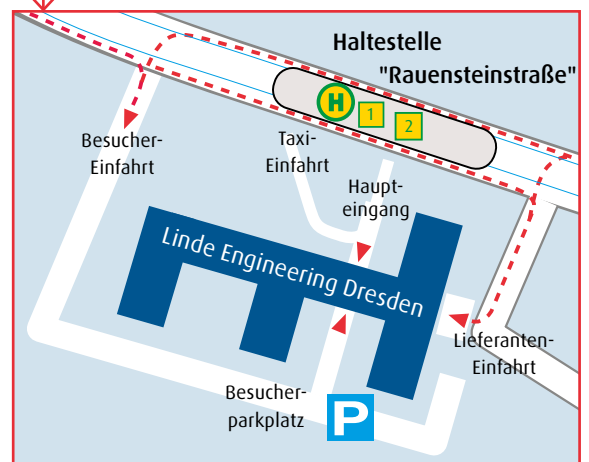 Haltestelle
"Rauensteinstraße"
H
1
2
Besucher-
Einfahrt
Taxi-
Einfahrt
Haupt-
eingang
Linde Engineering Dresden
Lieferanten-
Einfahrt
Besucher-
parkplatz
P